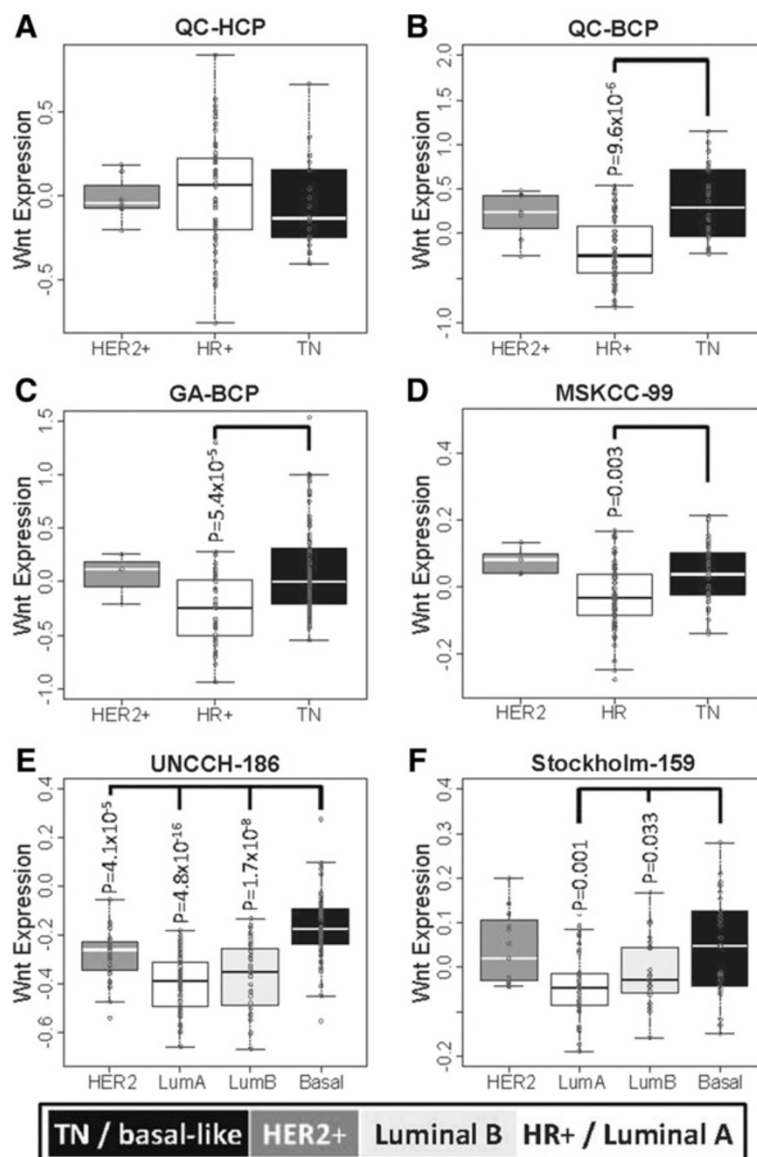 A QC-HCP
Wnt Expression
0.5
0.0
-0.5
HER2+ HR+ TN
B QC-BCP
Wnt Expression
2.0
1.5
1.0
0.5
0.0
-1.0
P=9.6x10-6
HER2+ HR+ TN
C GA-BCP
Wnt Expression
1.5
1.0
0.5
0.0
-0.5
-1.0
P=5.4x10-5
HER2+ HR+ TN
D MSKCC-99
Wnt Expression
0.4
0.2
0.0
-0.2
P=0.003
HER2 HR TN
E UNCCH-186
Wnt Expression
0.4
0.2
0.0
-0.2
-0.4
-0.6
P=4.1x10-5
P=4.8x10-16
P=1.7x10-8
HER2 LumA LumB Basal
F Stockholm-159
Wnt Expression
0.4
0.3
0.2
0.1
0.0
-0.2
P=0.001
P=0.033
HER2 LumA LumB Basal
TN / basal-like HER2+ Luminal B HR+ / Luminal A